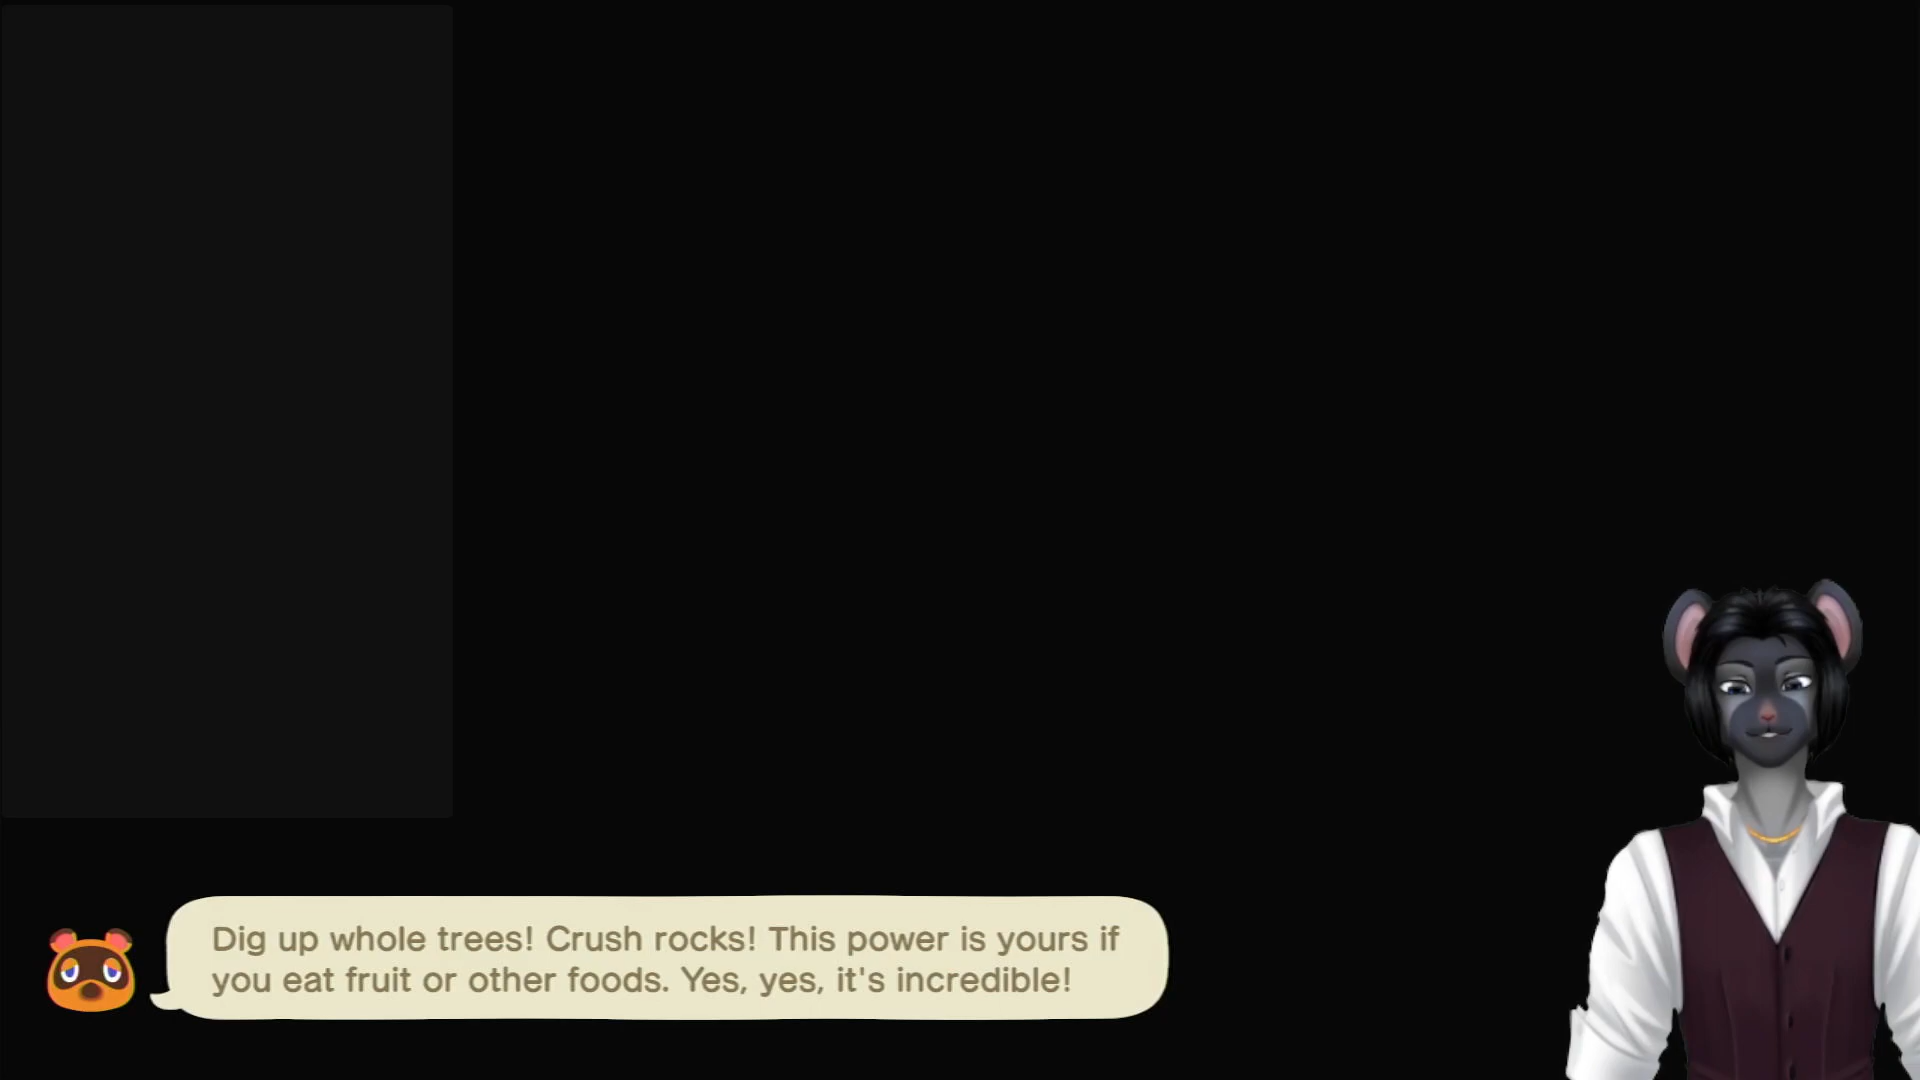 Dig up whole trees! Crush rocks! This power is yours if
you eat fruit or other foods. Yes, yes, it's incredible!